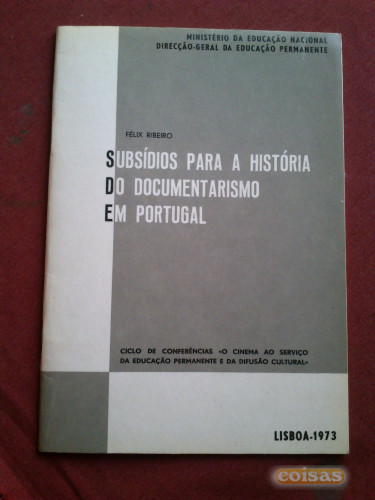 MINISTÉRIO DA EDUCAÇÃO NACIONAL
DIRECÇÃO-GERAL DA EDUCAÇÃO PERMANENTE
FÉLIX RIBEIRO
SUBSÍDIOS PARA A HISTÓRIA
DO DOCUMENTARISMO
EM PORTUGAL
CICLO DE CONFERÊNCIAS «O CINEMA AO SERVIÇO
DA EDUCAÇÃO PERMANENTE E DA DIFUSÃO CULTURAL»
LISBOA-1973
coisas